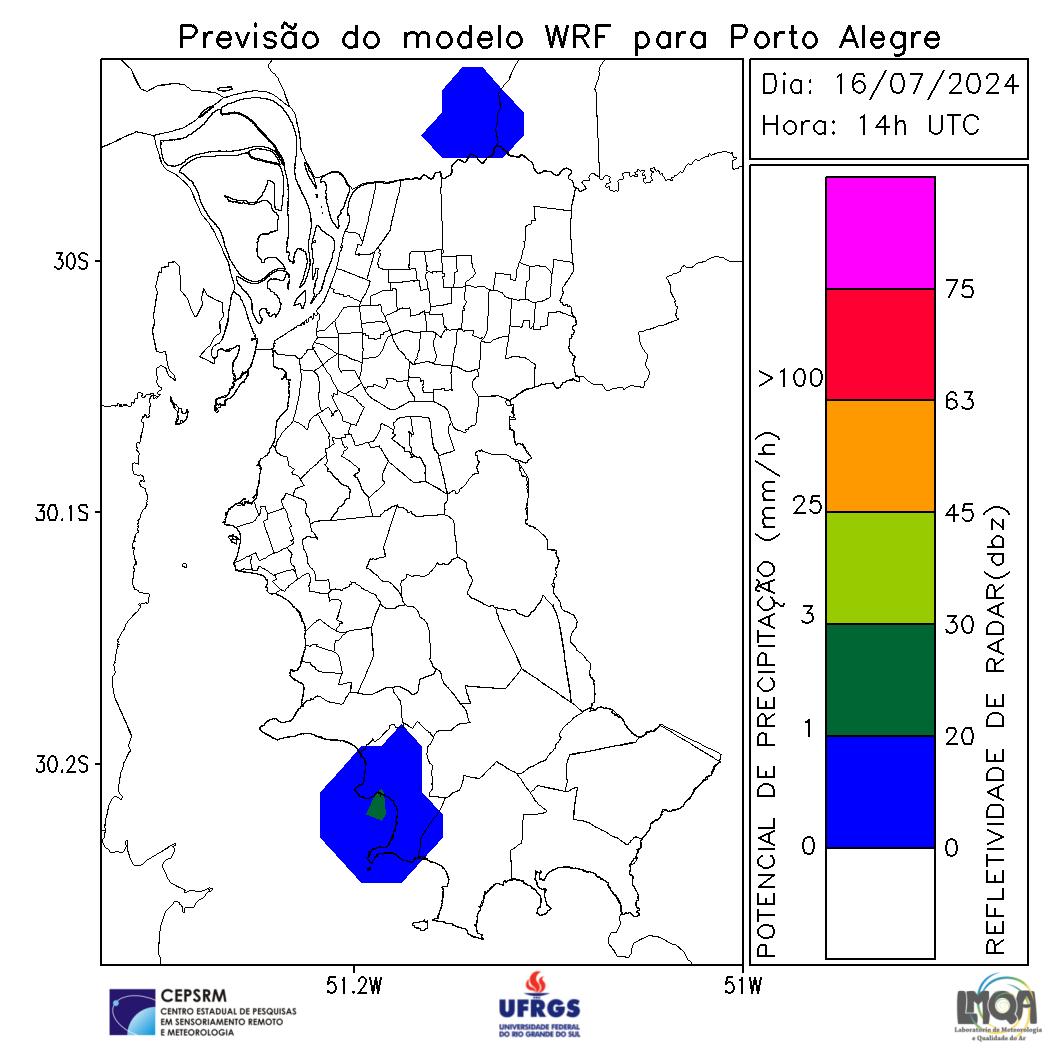 Previsão do modelo WRF para Porto Alegre
Dia: 16/07/2024
Hora: 14h UTC
30S
30.1S
30.2S
51.2W
51W
POTENCIAL DE PRECIPITAÇÃO (mm/h)
>100
25
3
1
0
75
63
45
30
20
0
REFLETIVIDADE DE RADAR(dbz)
CEPSRM
CENTRO ESTADUAL DE PESQUISAS
EM SENSORIAMENTO REMOTO
E METEOROLOGIA
UFRGS
UNIVERSIDADE FEDERAL
DO RIO GRANDE DO SUL
LMQA
Laboratório de Meteorologia
e Qualidade do Ar